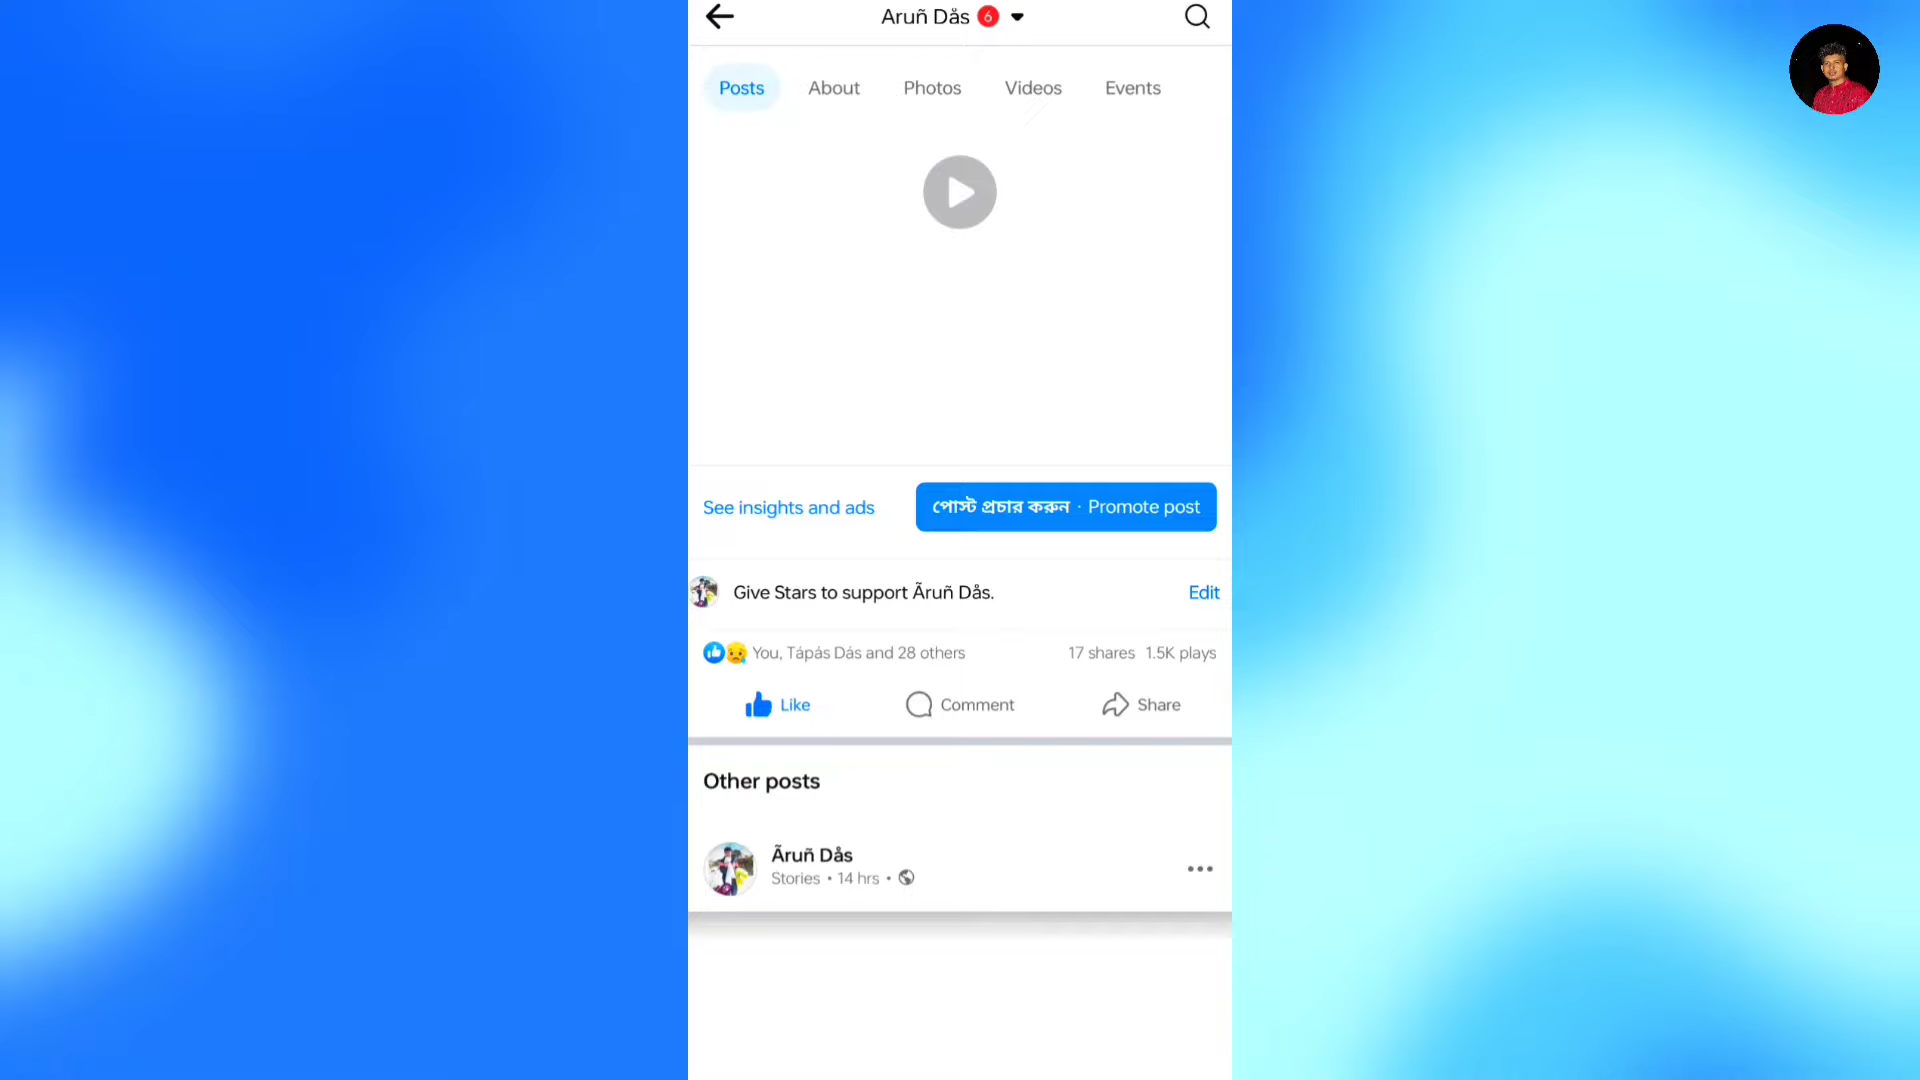 Aruñ Dås 6
Posts About Photos Videos Events
See insights and ads পোস্ট প্রচার করুন · Promote post
Give Stars to support Ãruñ Dås. Edit
You, Tápás Dás and 28 others 17 shares 1.5K plays
Like Comment Share
Other posts
Ãruñ Dås
Stories • 14 hrs •